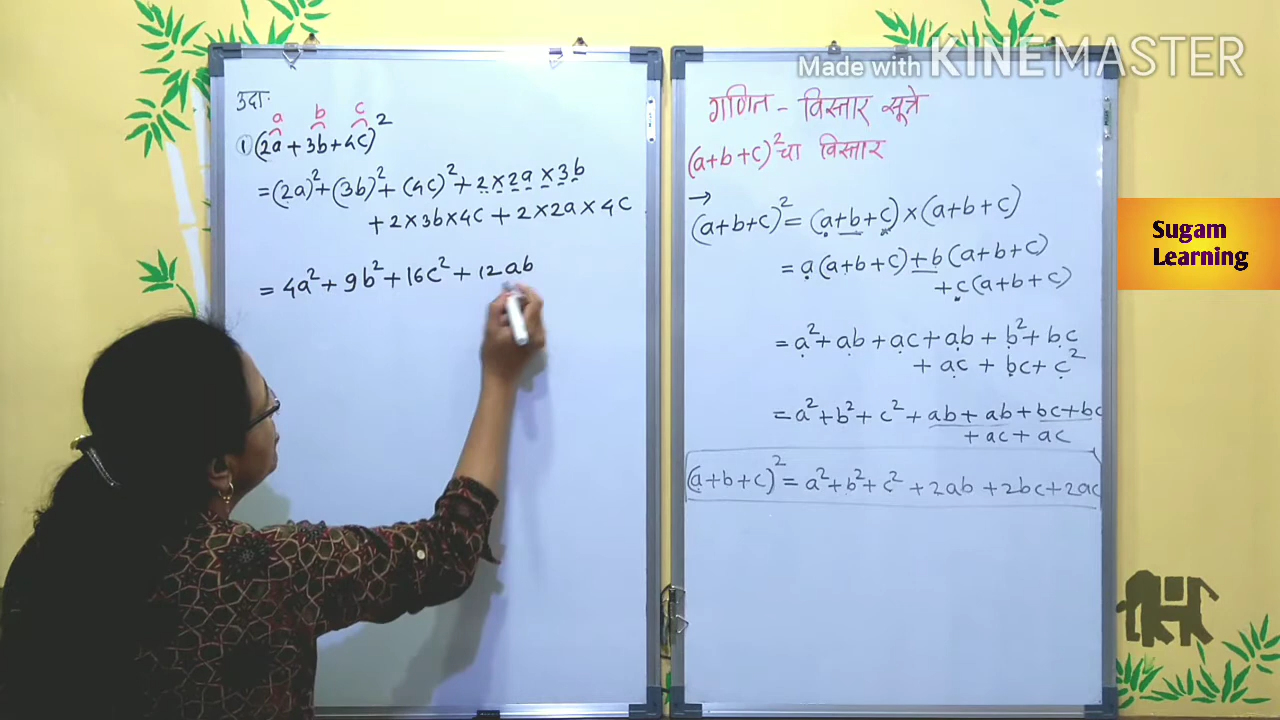 उदा.
a b c
1 (2a + 3b + 4c)²
= (2a)² + (3b)² + (4c)² + 2 × 2a × 3b
+ 2 × 3b × 4c + 2 × 2a × 4c
= 4a² + 9b² + 16c² + 12ab
Made with KINEMASTER
गणित - विस्तार सूत्रे
(a+b+c)² चा विस्तार
→
(a+b+c)² = (a+b+c) × (a+b+c)
= a(a+b+c) + b(a+b+c)
+ c(a+b+c)
= a² + ab + ac + ab + b² + bc
+ ac + bc + c²
= a² + b² + c² + ab + ab + bc + bc
+ ac + ac
(a+b+c)² = a² + b² + c² + 2ab + 2bc + 2ac
Sugam
Learning